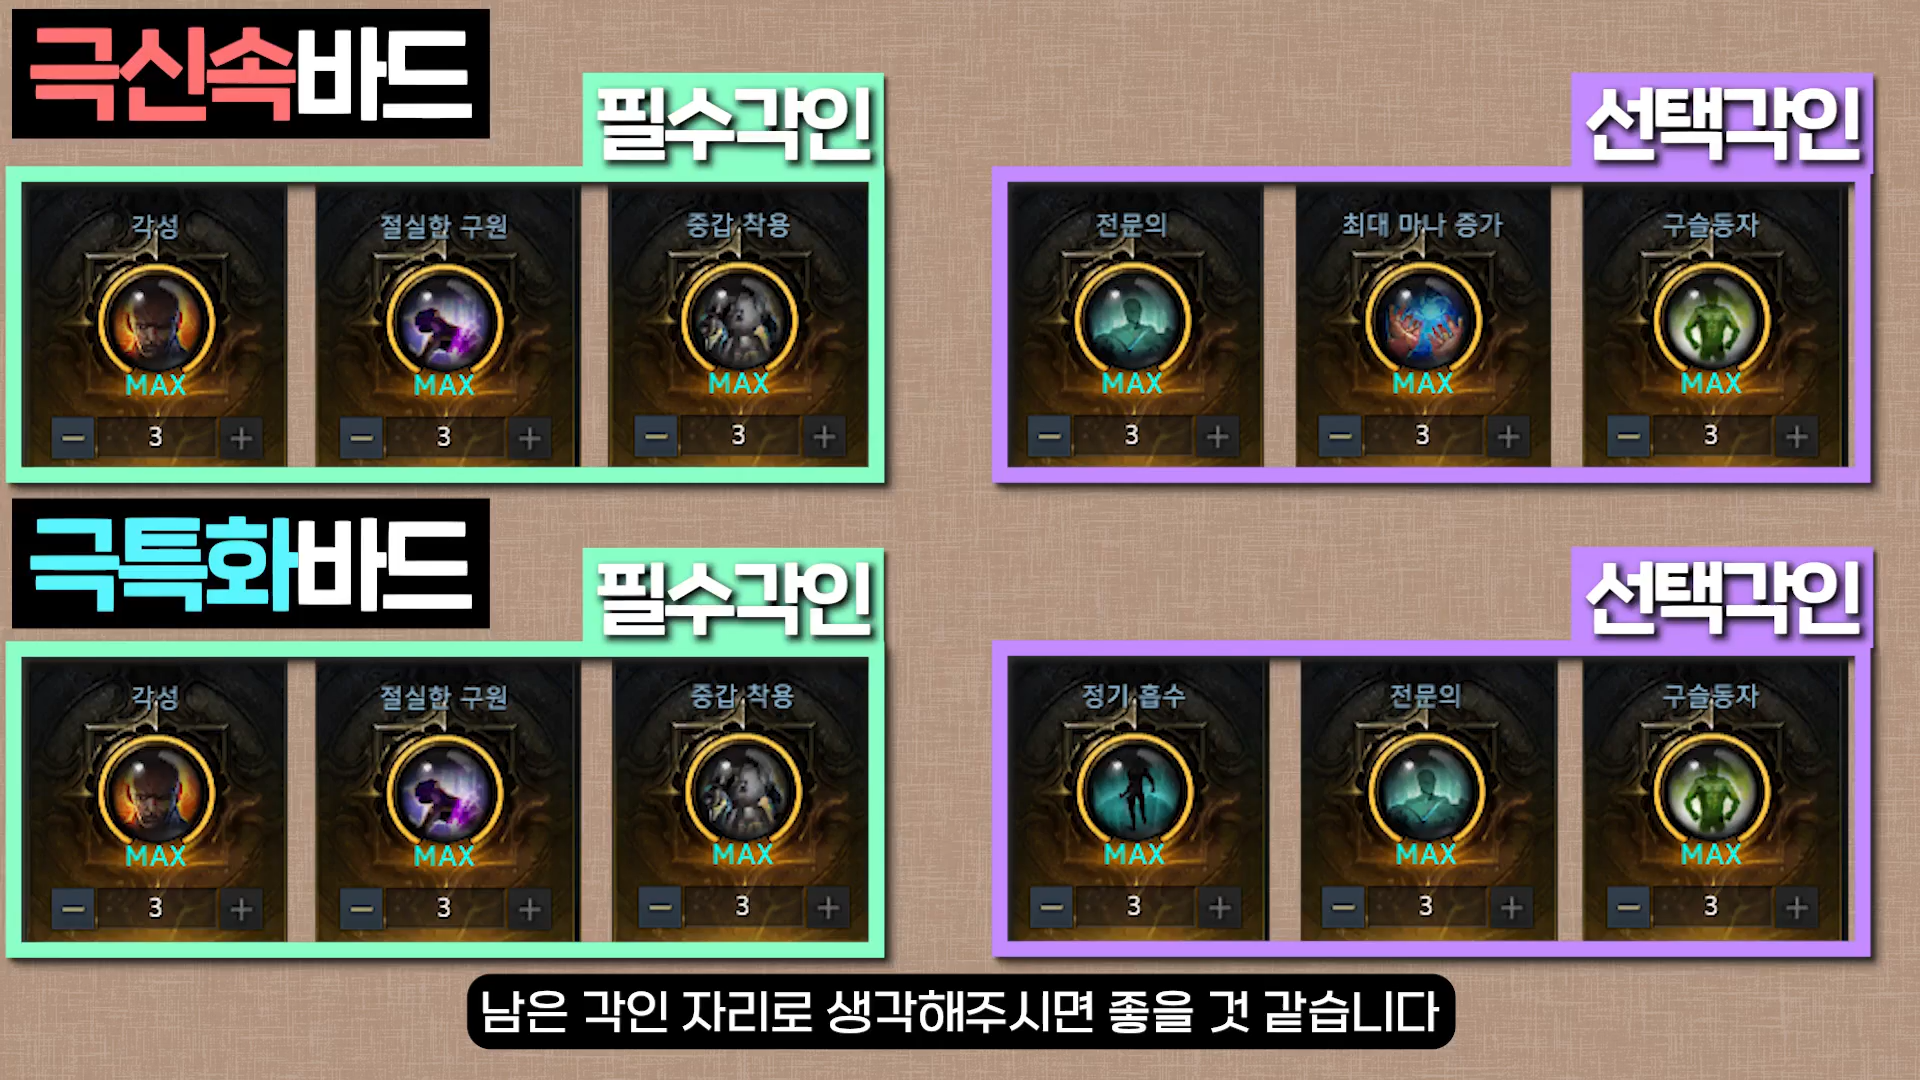 극신속바드
필수각인
선택각인
각성
절실한 구원
중갑 착용
전문의
최대 마나 증가
구슬동자
MAX
MAX
MAX
MAX
MAX
MAX
− 3 +
− 3 +
− 3 +
− 3 +
− 3 +
− 3 +
극특화바드
필수각인
선택각인
각성
절실한 구원
중갑 착용
정기 흡수
전문의
구슬동자
MAX
MAX
MAX
MAX
MAX
MAX
− 3 +
− 3 +
− 3 +
− 3 +
− 3 +
− 3 +
남은 각인 자리로 생각해주시면 좋을 것 같습니다